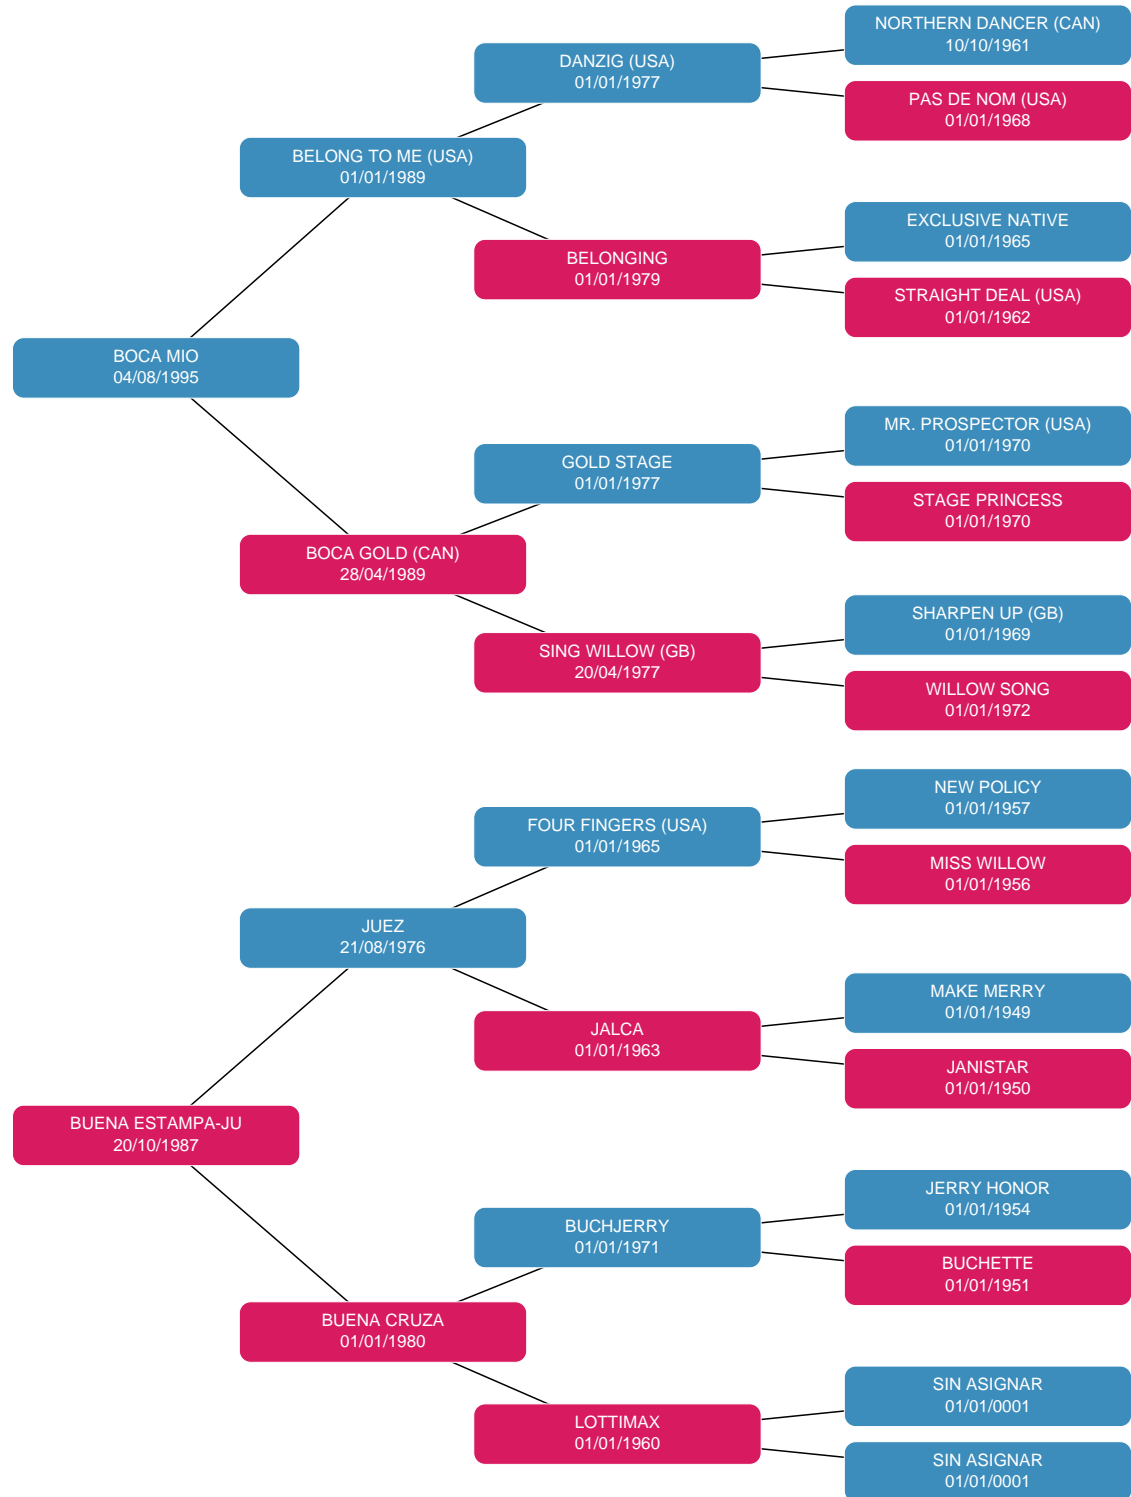 NORTHERN DANCER (CAN)
10/10/1961
DANZIG (USA)
01/01/1977
PAS DE NOM (USA)
01/01/1968
BELONG TO ME (USA)
01/01/1989
EXCLUSIVE NATIVE
01/01/1965
BELONGING
01/01/1979
STRAIGHT DEAL (USA)
01/01/1962
BOCA MIO
04/08/1995
MR. PROSPECTOR (USA)
01/01/1970
GOLD STAGE
01/01/1977
STAGE PRINCESS
01/01/1970
BOCA GOLD (CAN)
28/04/1989
SHARPEN UP (GB)
01/01/1969
SING WILLOW (GB)
20/04/1977
WILLOW SONG
01/01/1972
NEW POLICY
01/01/1957
FOUR FINGERS (USA)
01/01/1965
MISS WILLOW
01/01/1956
JUEZ
21/08/1976
MAKE MERRY
01/01/1949
JALCA
01/01/1963
JANISTAR
01/01/1950
BUENA ESTAMPA-JU
20/10/1987
JERRY HONOR
01/01/1954
BUCHJERRY
01/01/1971
BUCHETTE
01/01/1951
BUENA CRUZA
01/01/1980
SIN ASIGNAR
01/01/0001
LOTTIMAX
01/01/1960
SIN ASIGNAR
01/01/0001